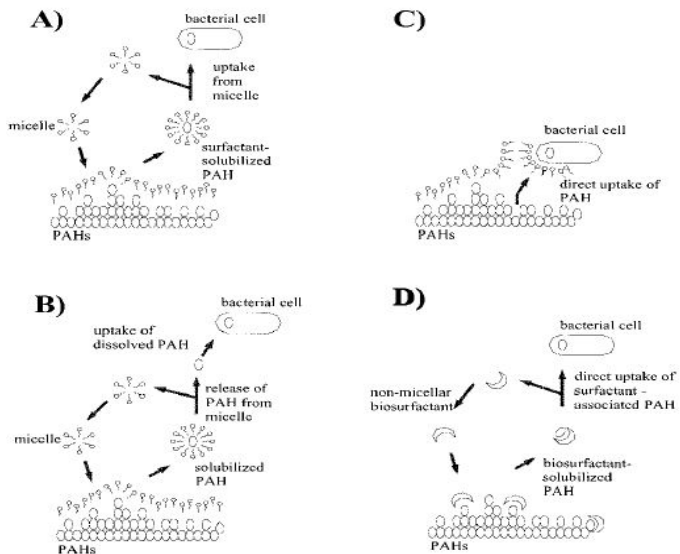 A)
bacterial cell
uptake
from
micelle
micelle
surfactant-
solubilized
PAH
PAHs
C)
bacterial cell
direct uptake of
PAH
PAHs
B)
bacterial cell
uptake of
dissolved PAH
release of
PAH from
micelle
micelle
solubilized
PAH
PAHs
D)
bacterial cell
non-micellar
biosurfactant
direct uptake of
surfactant -
associated PAH
biosurfactant-
solubilized
PAH
PAHs